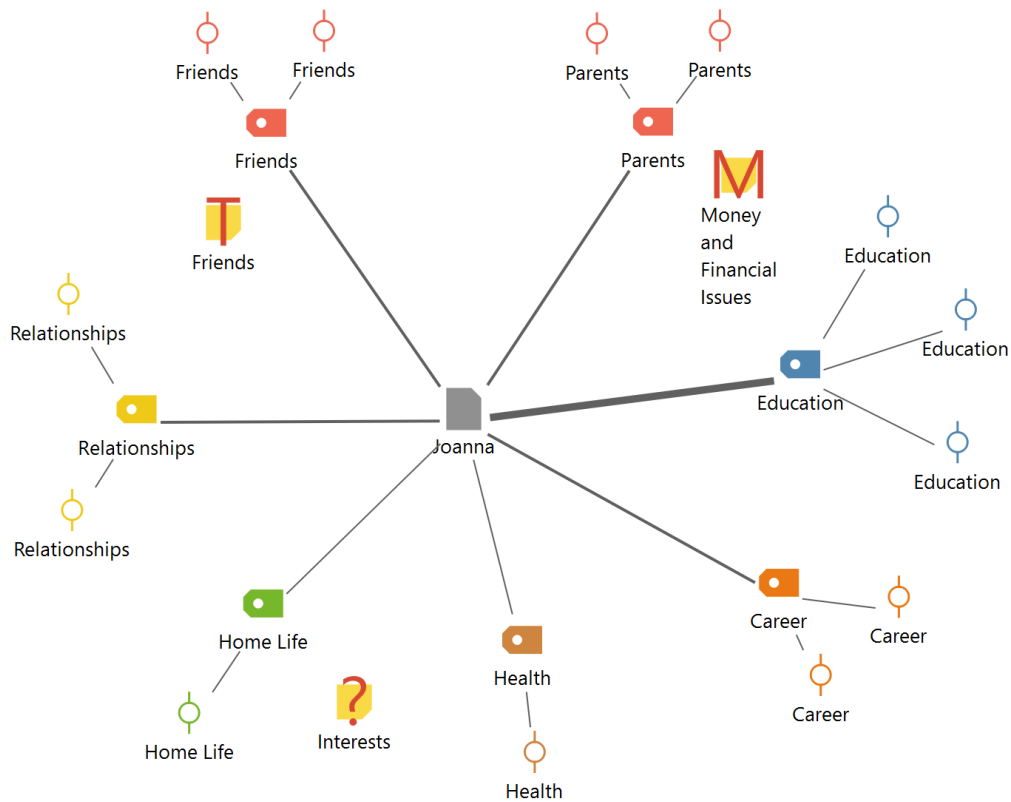 Friends
Friends
Parents
Parents
Friends
Parents
T
Friends
M
Money
and
Financial
Issues
Education
Relationships
Education
Education
Relationships
Joanna
Education
Relationships
Home Life
Health
Career
Career
Career
?
Interests
Home Life
Health